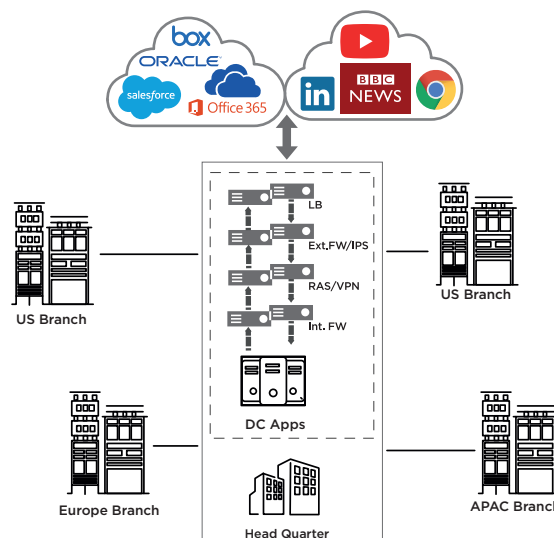 box
ORACLE
salesforce
Office 365
in
BBC
NEWS
LB
Ext.FW/IPS
RAS/VPN
Int. FW
DC Apps
US Branch
US Branch
Europe Branch
APAC Branch
Head Quarter